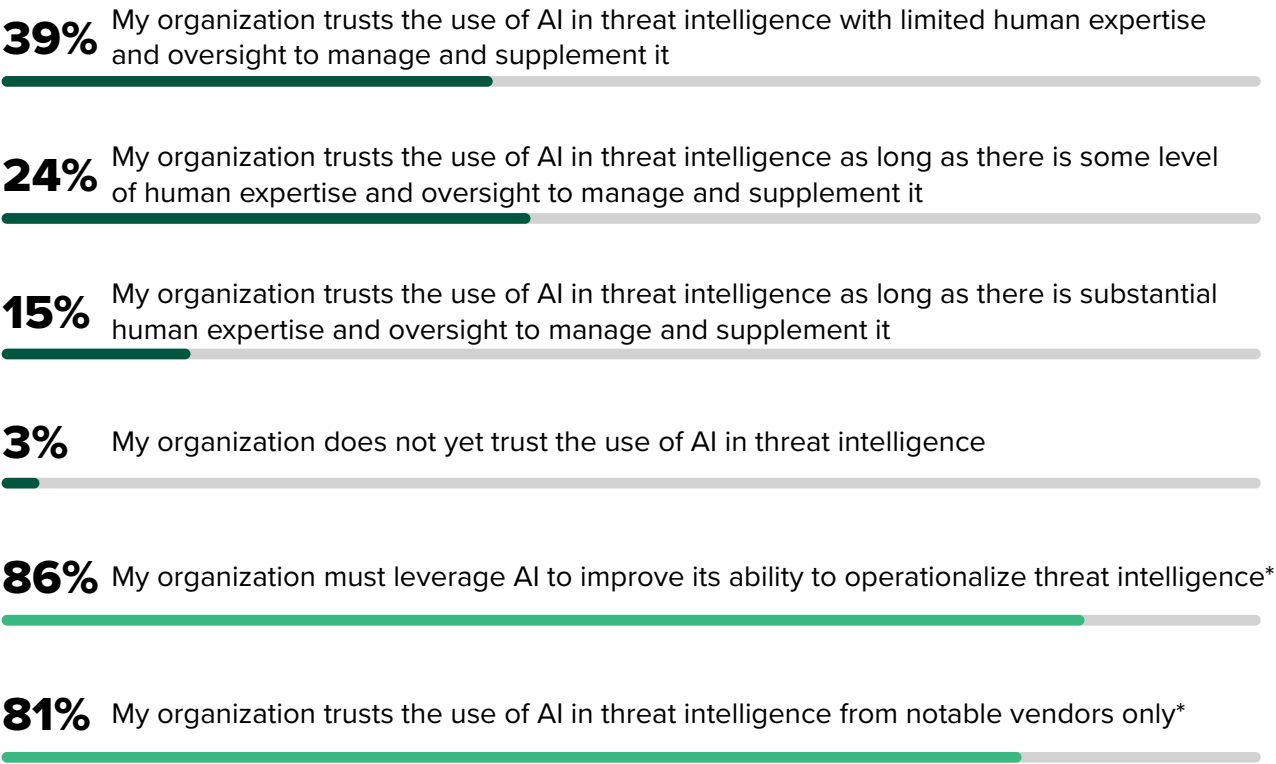 39% My organization trusts the use of AI in threat intelligence with limited human expertise
and oversight to manage and supplement it
24% My organization trusts the use of AI in threat intelligence as long as there is some level
of human expertise and oversight to manage and supplement it
15% My organization trusts the use of AI in threat intelligence as long as there is substantial
human expertise and oversight to manage and supplement it
3% My organization does not yet trust the use of AI in threat intelligence
86% My organization must leverage AI to improve its ability to operationalize threat intelligence*
81% My organization trusts the use of AI in threat intelligence from notable vendors only*